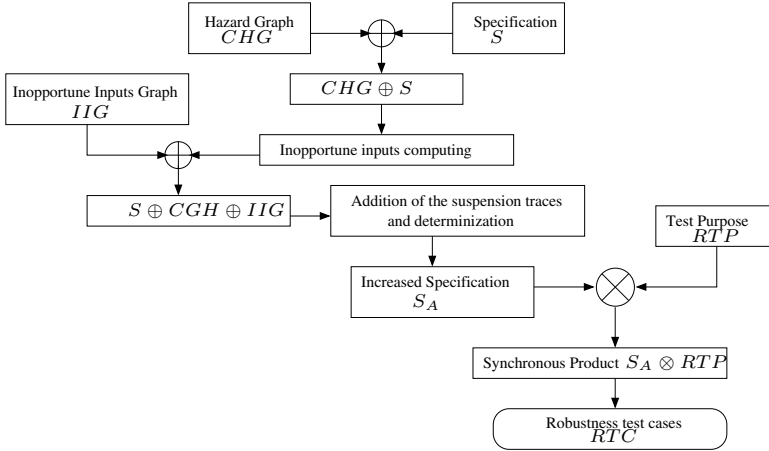 Hazard Graph
CHG
Specification
S
CHG ⊕ S
Inopportune Inputs Graph
IIG
Inopportune inputs computing
S ⊕ CGH ⊕ IIG
Addition of the suspension traces
and determinization
Test Purpose
RTP
Increased Specification
S_A
Synchronous Product S_A ⊗ RTP
Robustness test cases
RTC